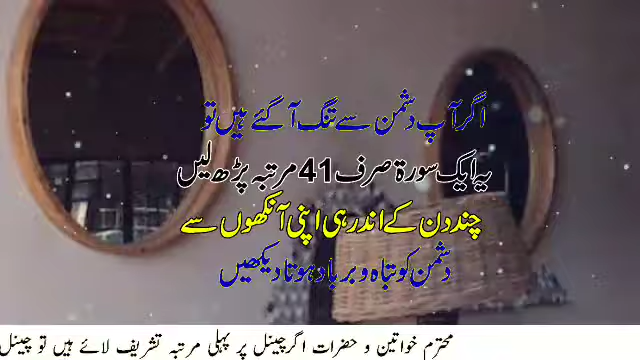 اگر آپ دشمن سے تنگ آ گئے ہیں تو
یہ ایک سورۃ صرف 41 مرتبہ پڑھ لیں
چند دن کے اندر ہی اپنی آنکھوں سے
دشمن کو تباہ و برباد ہوتا دیکھیں
محترم خواتین و حضرات اگر چینل پر پہلی مرتبہ تشریف لائے ہیں تو چینل